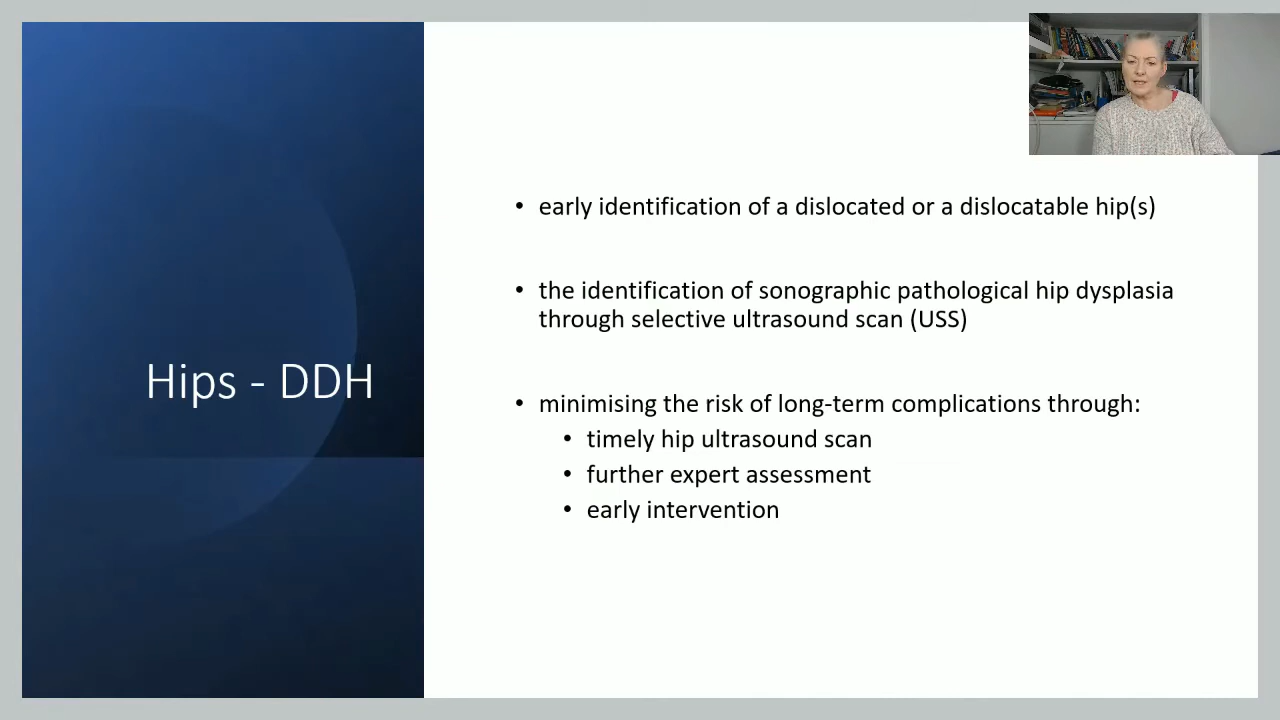 Hips - DDH
• early identification of a dislocated or a dislocatable hip(s)
• the identification of sonographic pathological hip dysplasia
through selective ultrasound scan (USS)
• minimising the risk of long-term complications through:
• timely hip ultrasound scan
• further expert assessment
• early intervention